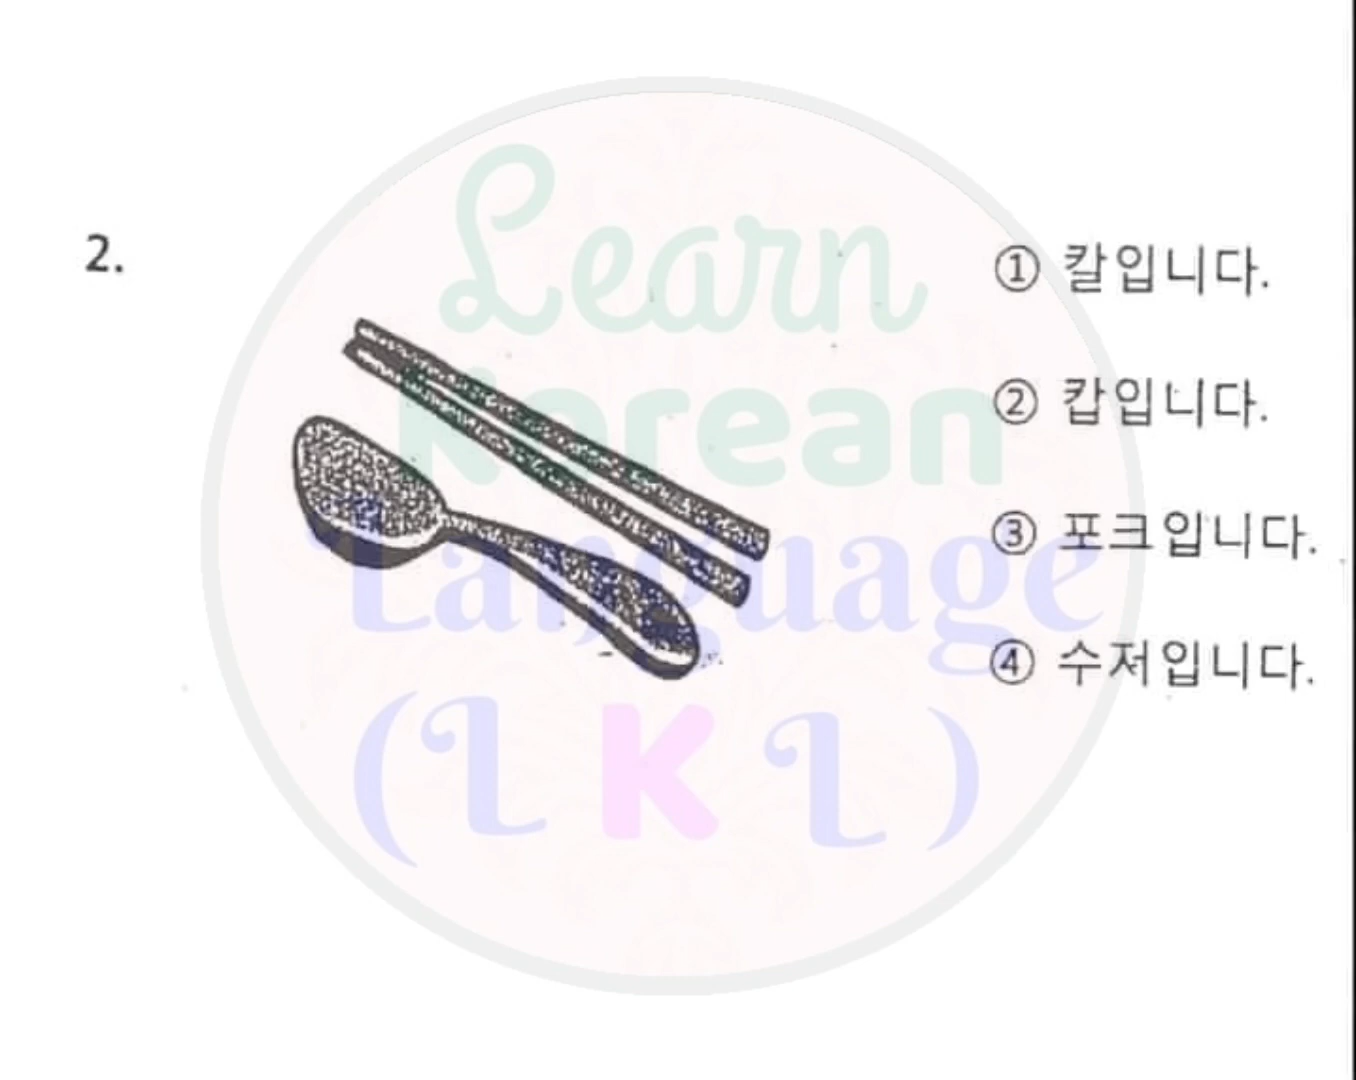 2.
① 칼입니다.
② 캅입니다.
③ 포크입니다.
④ 수저입니다.
Learn
Korean
Language
(LKL)